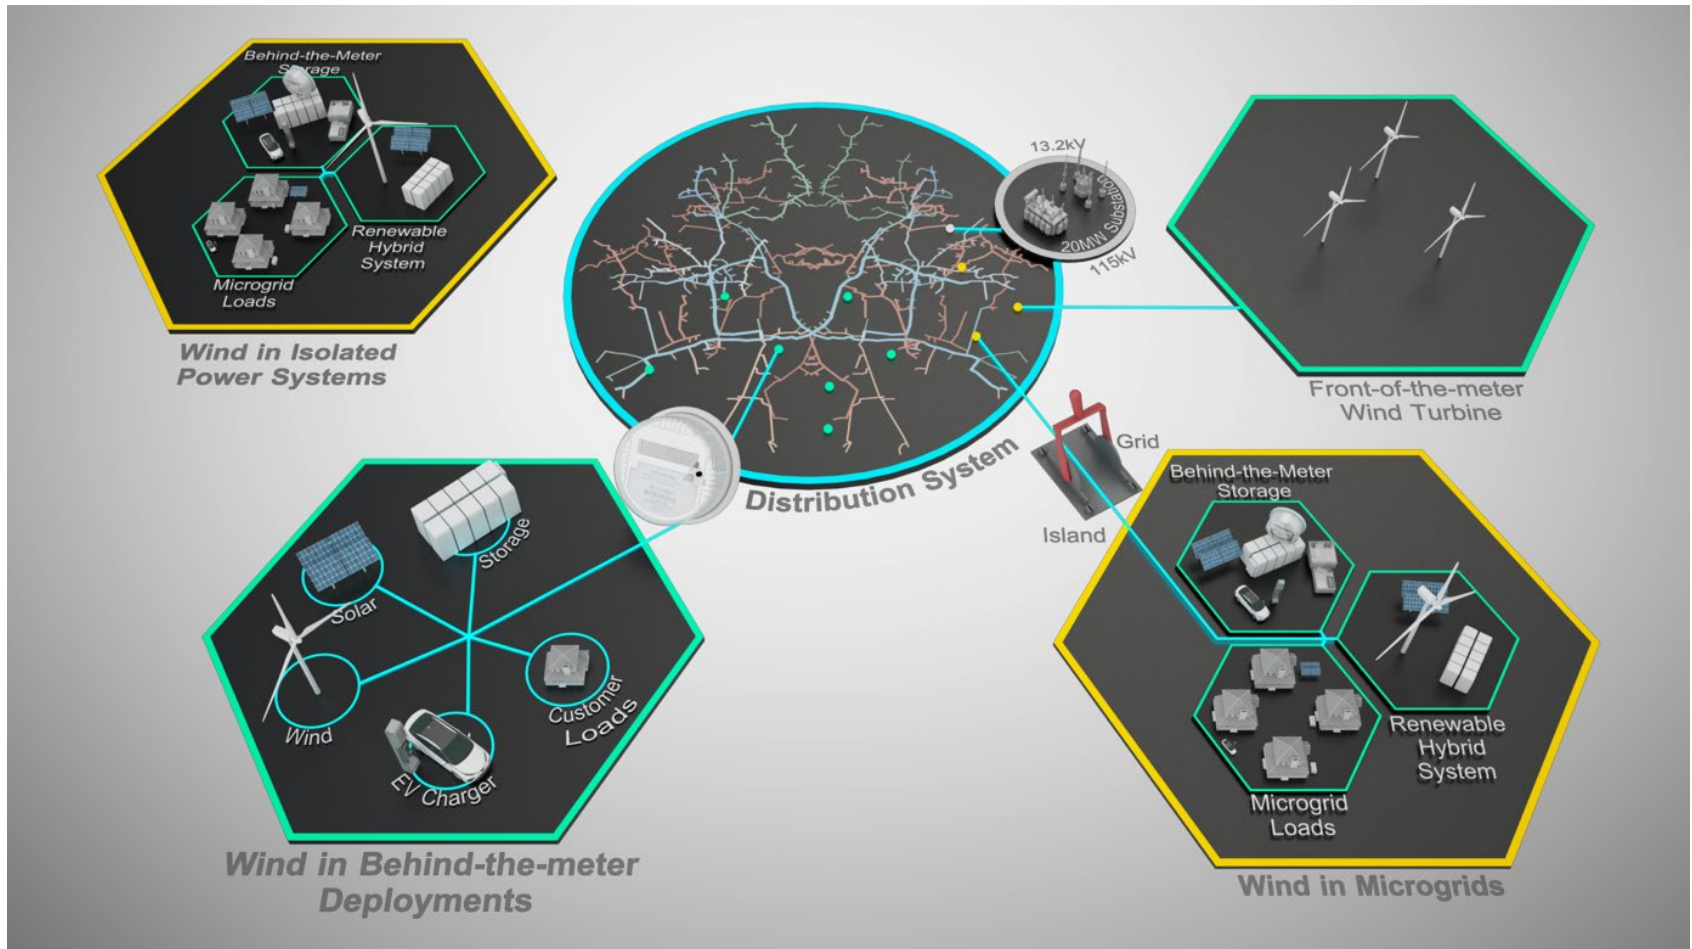 Behind-the-Meter
Storage
Renewable
Hybrid
System
Microgrid
Loads
Wind in Isolated
Power Systems
13.2kV
20MW Substation
115kV
Distribution System
Front-of-the-meter
Wind Turbine
Grid
Island
Storage
Solar
Wind
EV Charger
Customer
Loads
Wind in Behind-the-meter
Deployments
Behind-the-Meter
Storage
Renewable
Hybrid
System
Microgrid
Loads
Wind in Microgrids